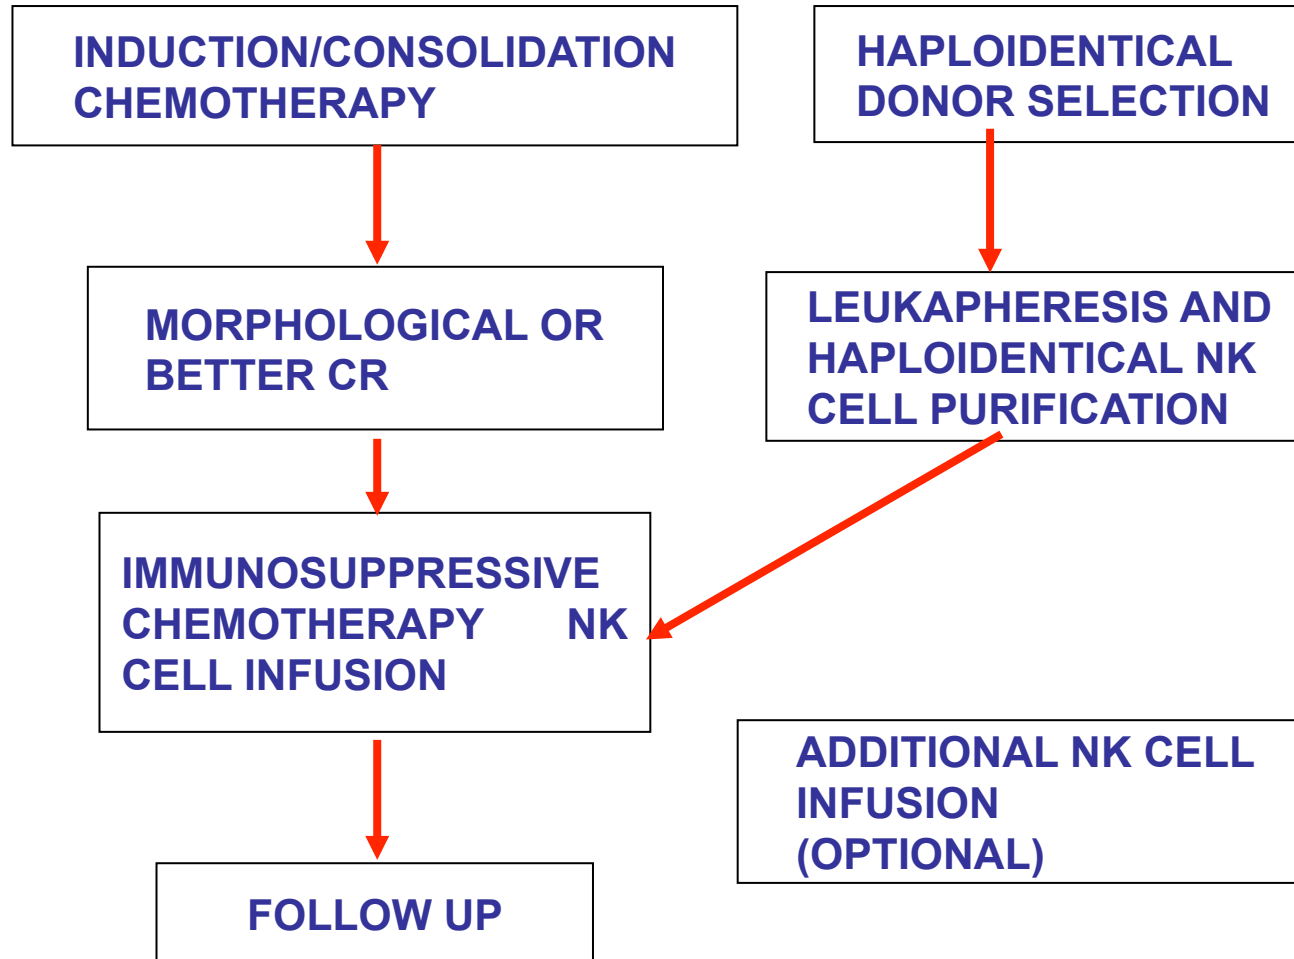 INDUCTION/CONSOLIDATION
CHEMOTHERAPY
HAPLOIDENTICAL
DONOR SELECTION
MORPHOLOGICAL OR
BETTER CR
LEUKAPHERESIS AND
HAPLOIDENTICAL NK
CELL PURIFICATION
IMMUNOSUPPRESSIVE
CHEMOTHERAPY NK
CELL INFUSION
ADDITIONAL NK CELL
INFUSION
(OPTIONAL)
FOLLOW UP